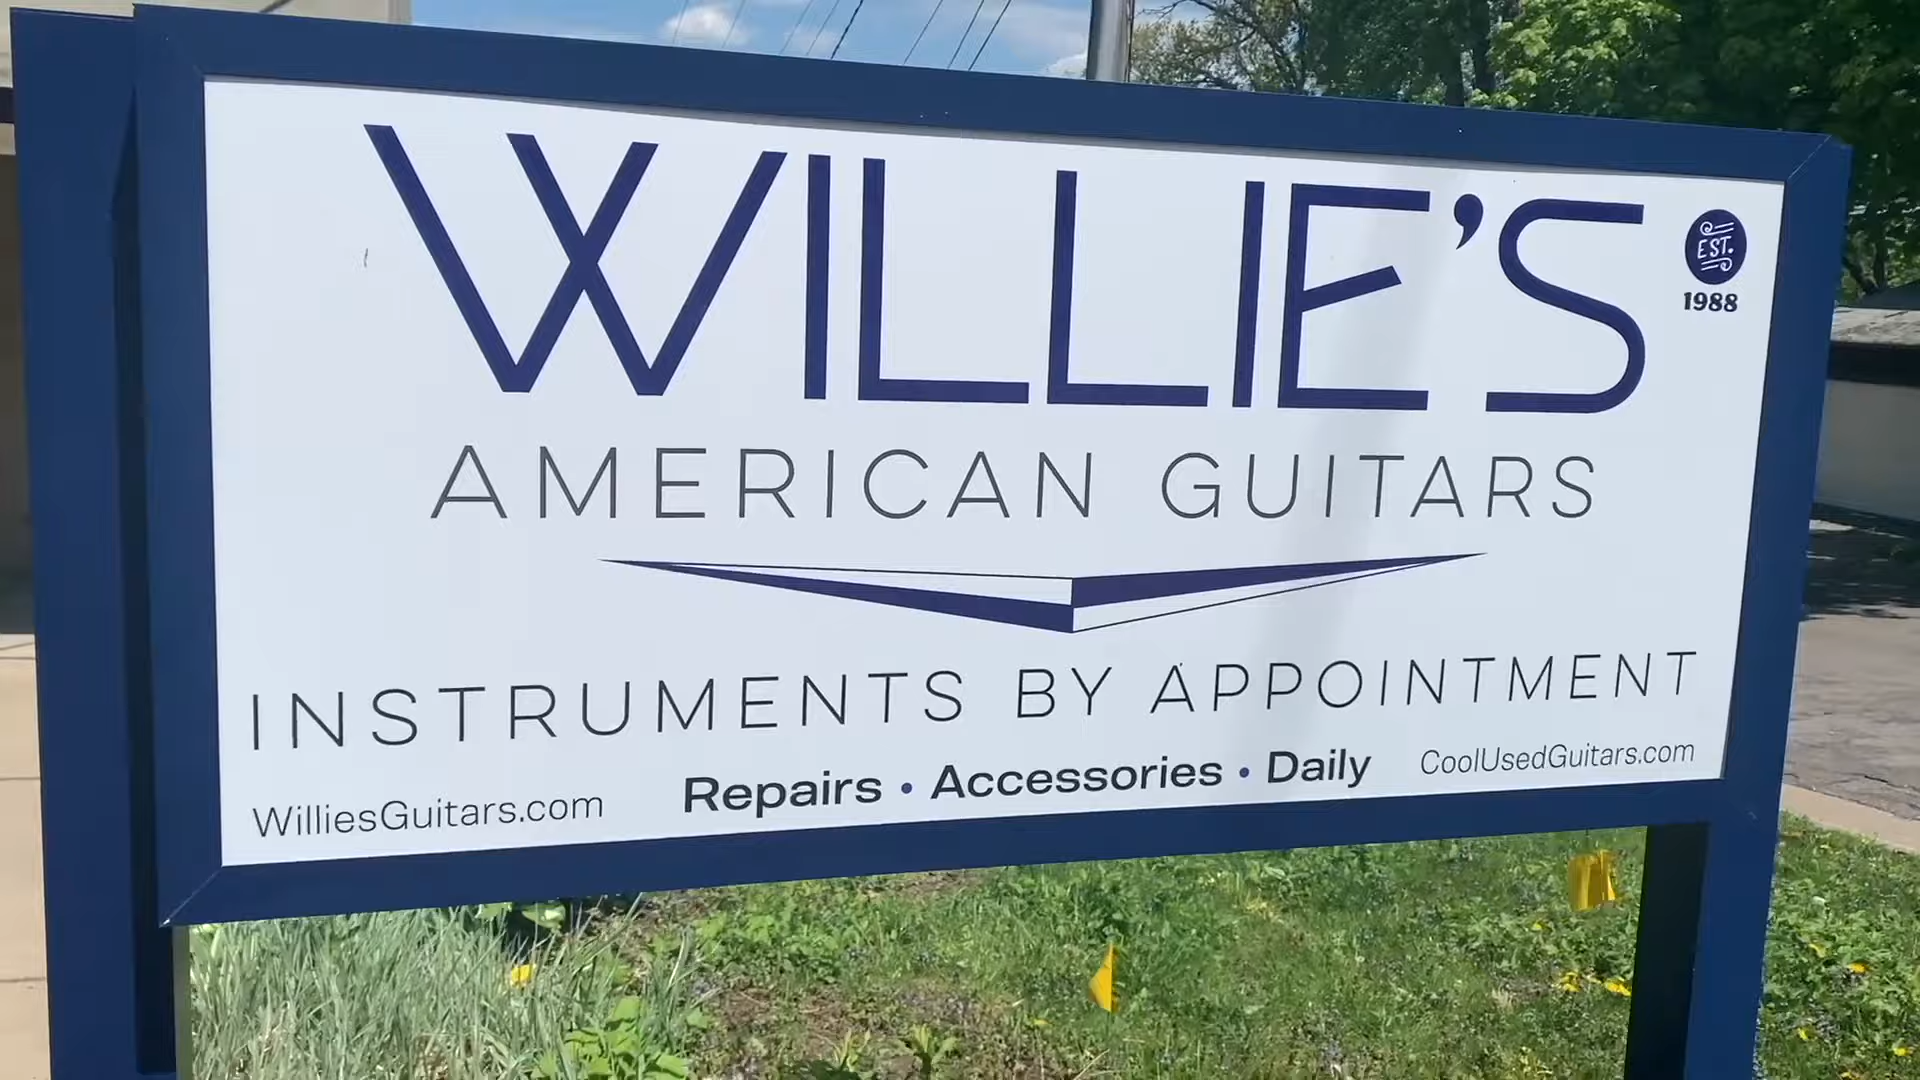 WILLIE'S
EST.
1988
AMERICAN GUITARS
INSTRUMENTS BY APPOINTMENT
WilliesGuitars.com
Repairs • Accessories • Daily
CoolUsedGuitars.com